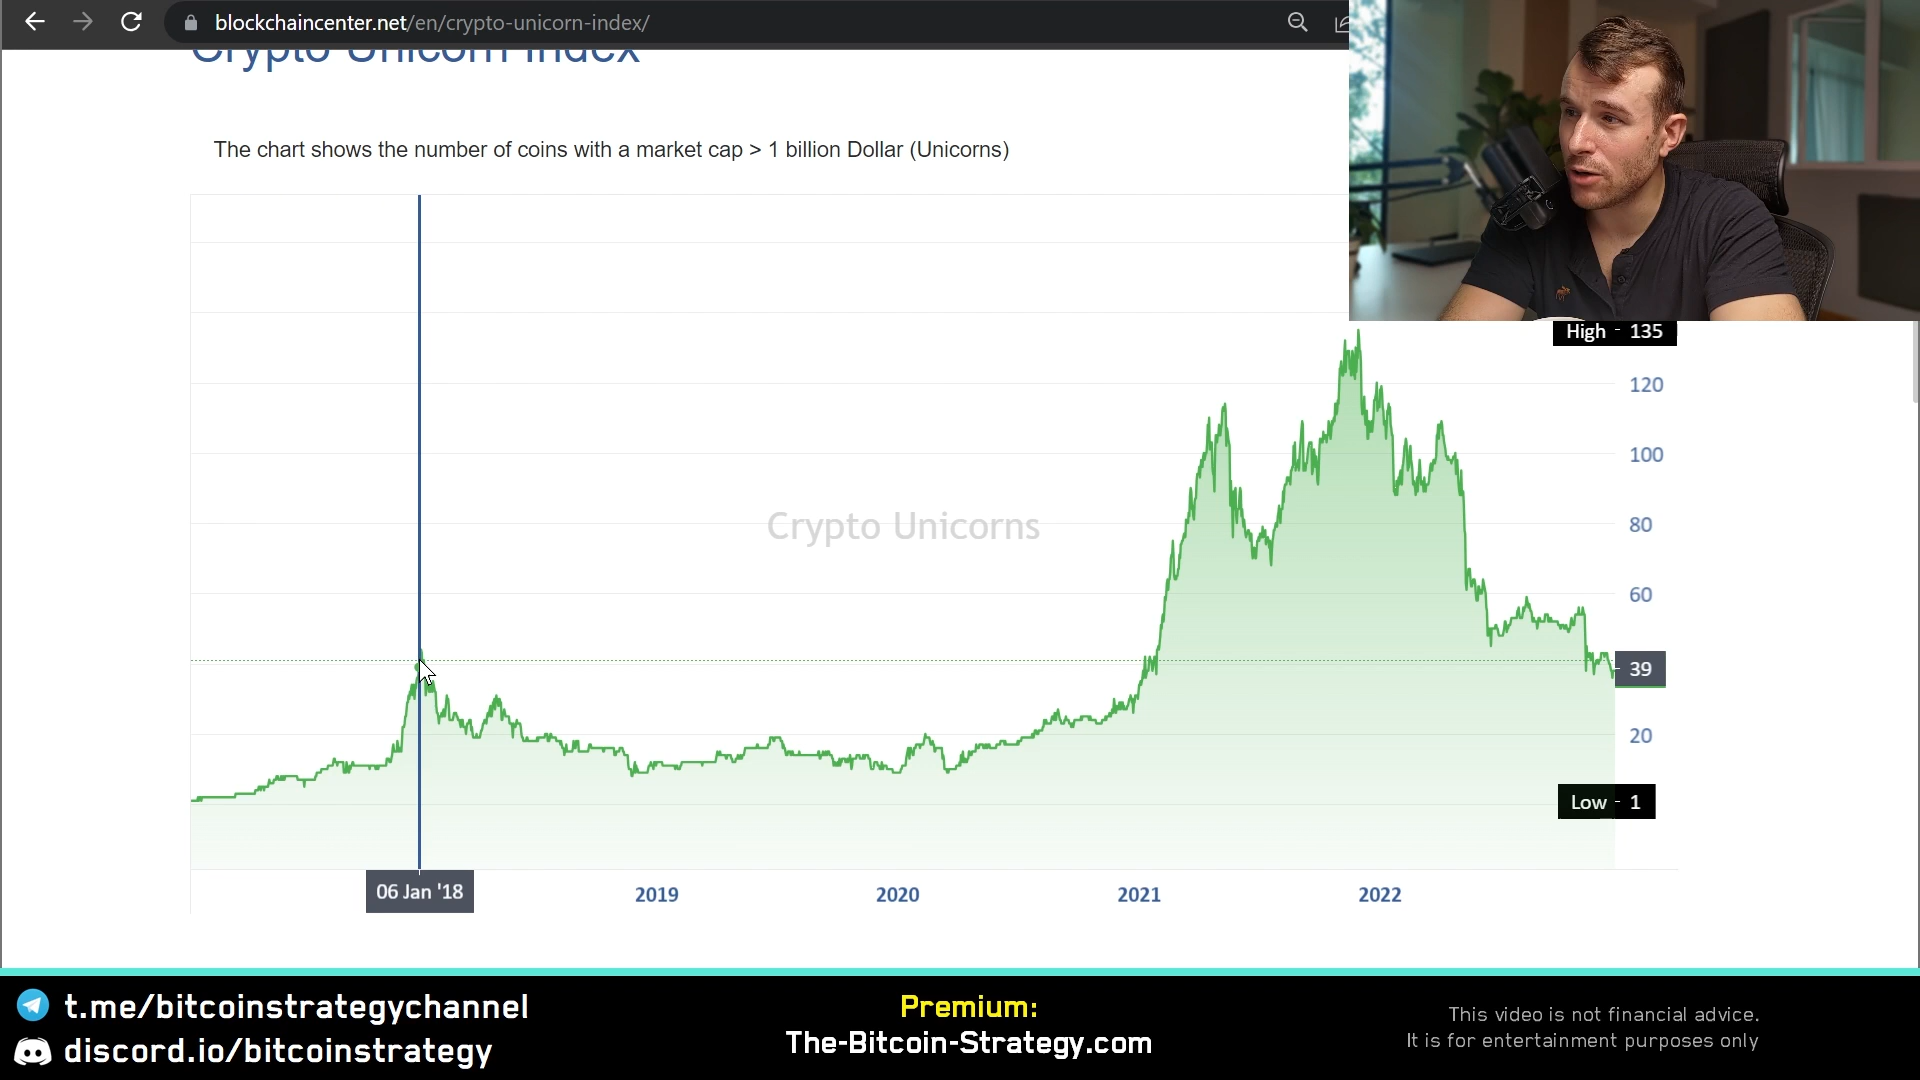 blockchaincenter.net/en/crypto-unicorn-index/
Crypto Unicorn Index
The chart shows the number of coins with a market cap > 1 billion Dollar (Unicorns)
High - 135
120
100
Crypto Unicorns
80
60
39
20
Low - 1
06 Jan '18
2019
2020
2021
2022
t.me/bitcoinstrategychannel
discord.io/bitcoinstrategy
Premium:
The-Bitcoin-Strategy.com
This video is not financial advice.
It is for entertainment purposes only